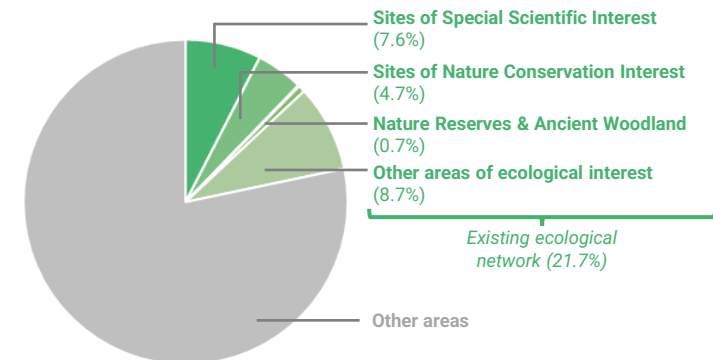 Sites of Special Scientific Interest
(7.6%)
Sites of Nature Conservation Interest
(4.7%)
Nature Reserves & Ancient Woodland
(0.7%)
Other areas of ecological interest
(8.7%)
Existing ecological
network (21.7%)
Other areas